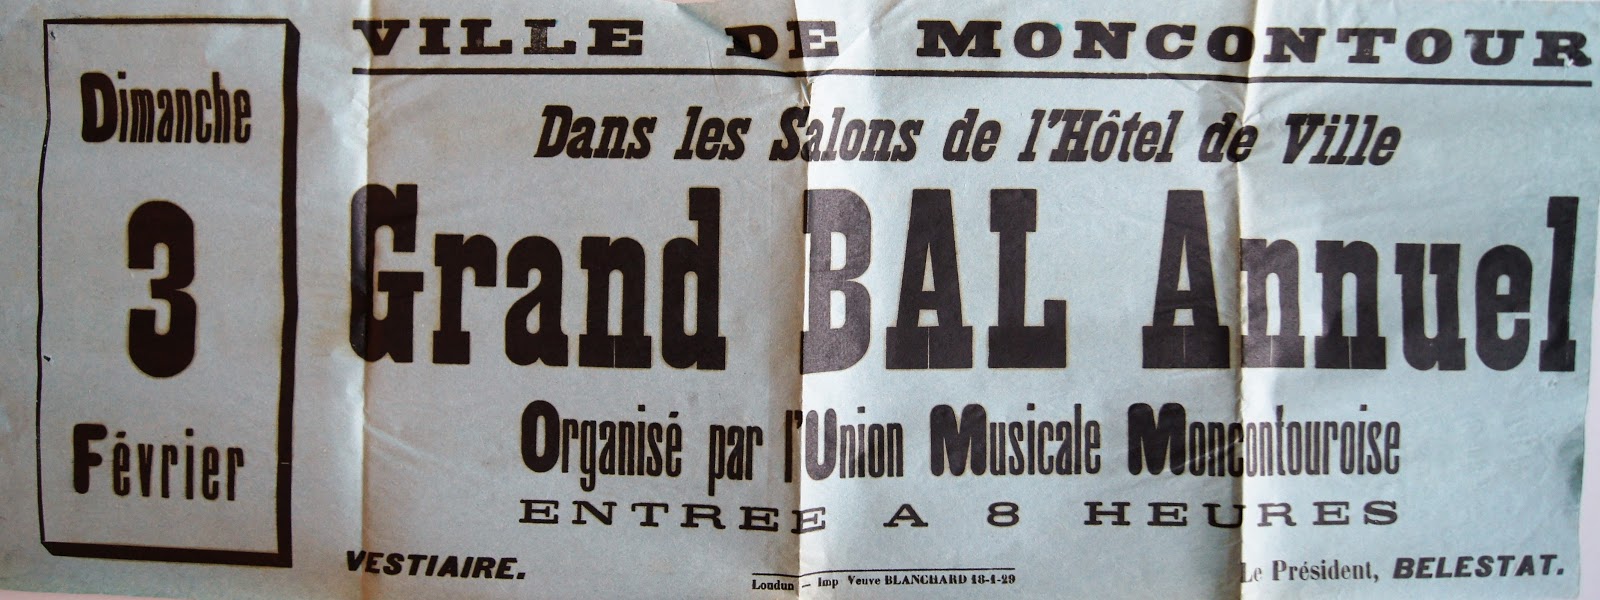 Dimanche
3
Février
VILLE DE MONCONTOUR
Dans les Salons de l'Hôtel de Ville
Grand BAL Annuel
Organisé par l'Union Musicale Moncontouroise
ENTREE A 8 HEURES
VESTIAIRE.
Loudun — Imp Veuve BLANCHARD 18-1-29
Le Président, BELESTAT.